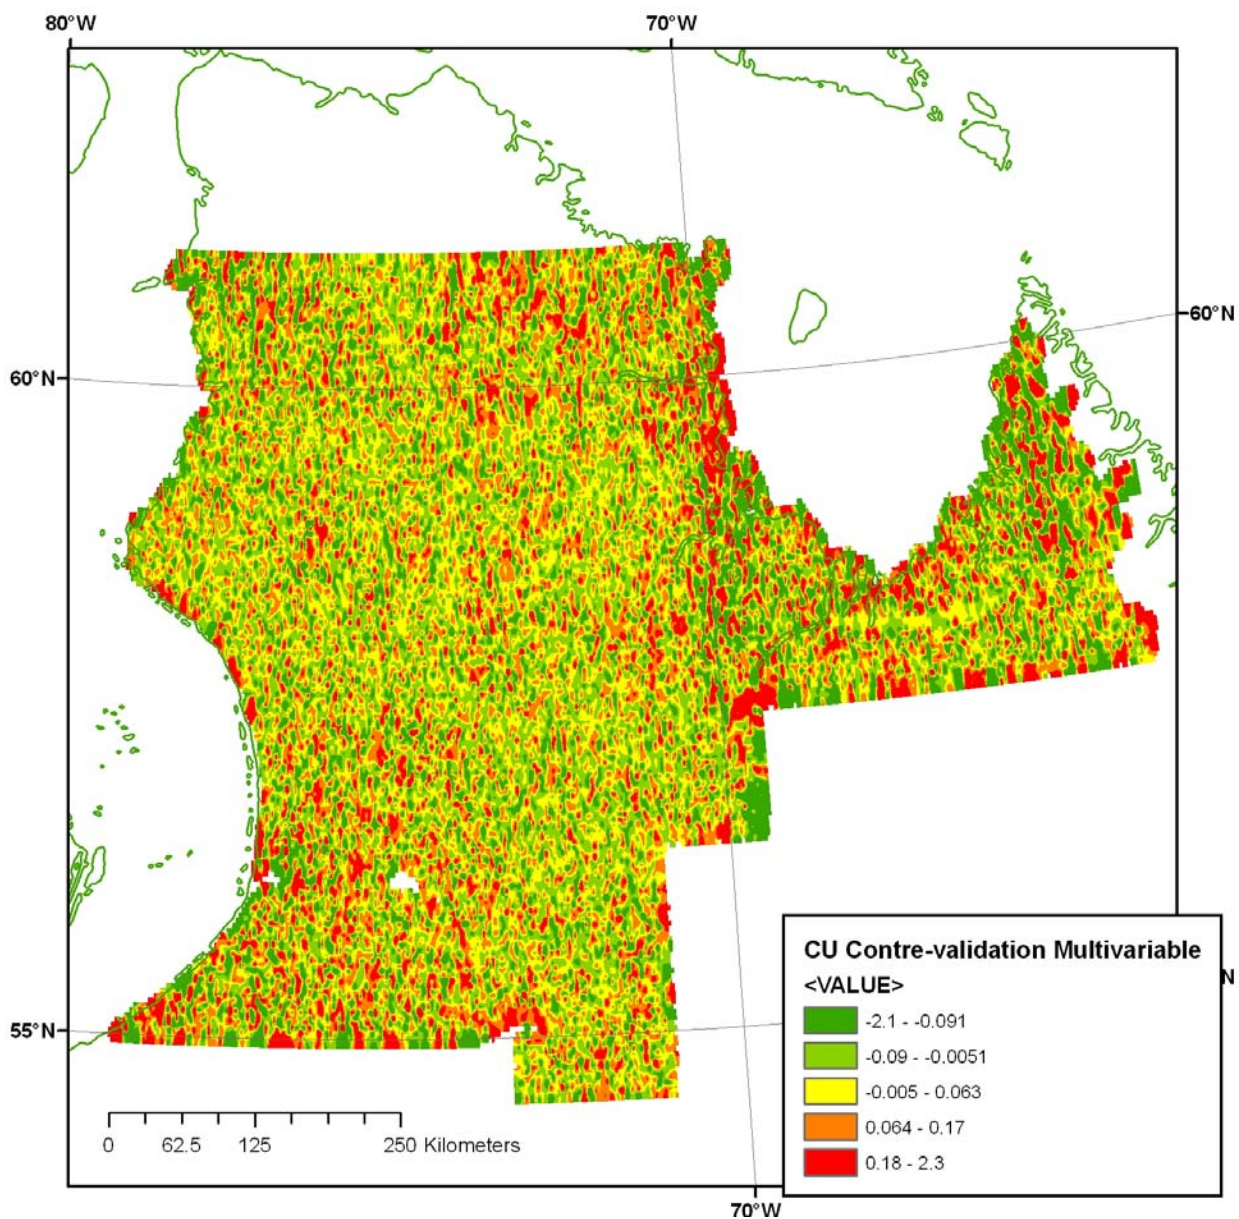 80°W
70°W
60°N
60°N
55°N
N
CU Contre-validation Multivariable
<VALUE>
-2.1 - -0.091
-0.09 - -0.0051
-0.005 - 0.063
0.064 - 0.17
0.18 - 2.3
0 62.5 125 250 Kilometers
70°W